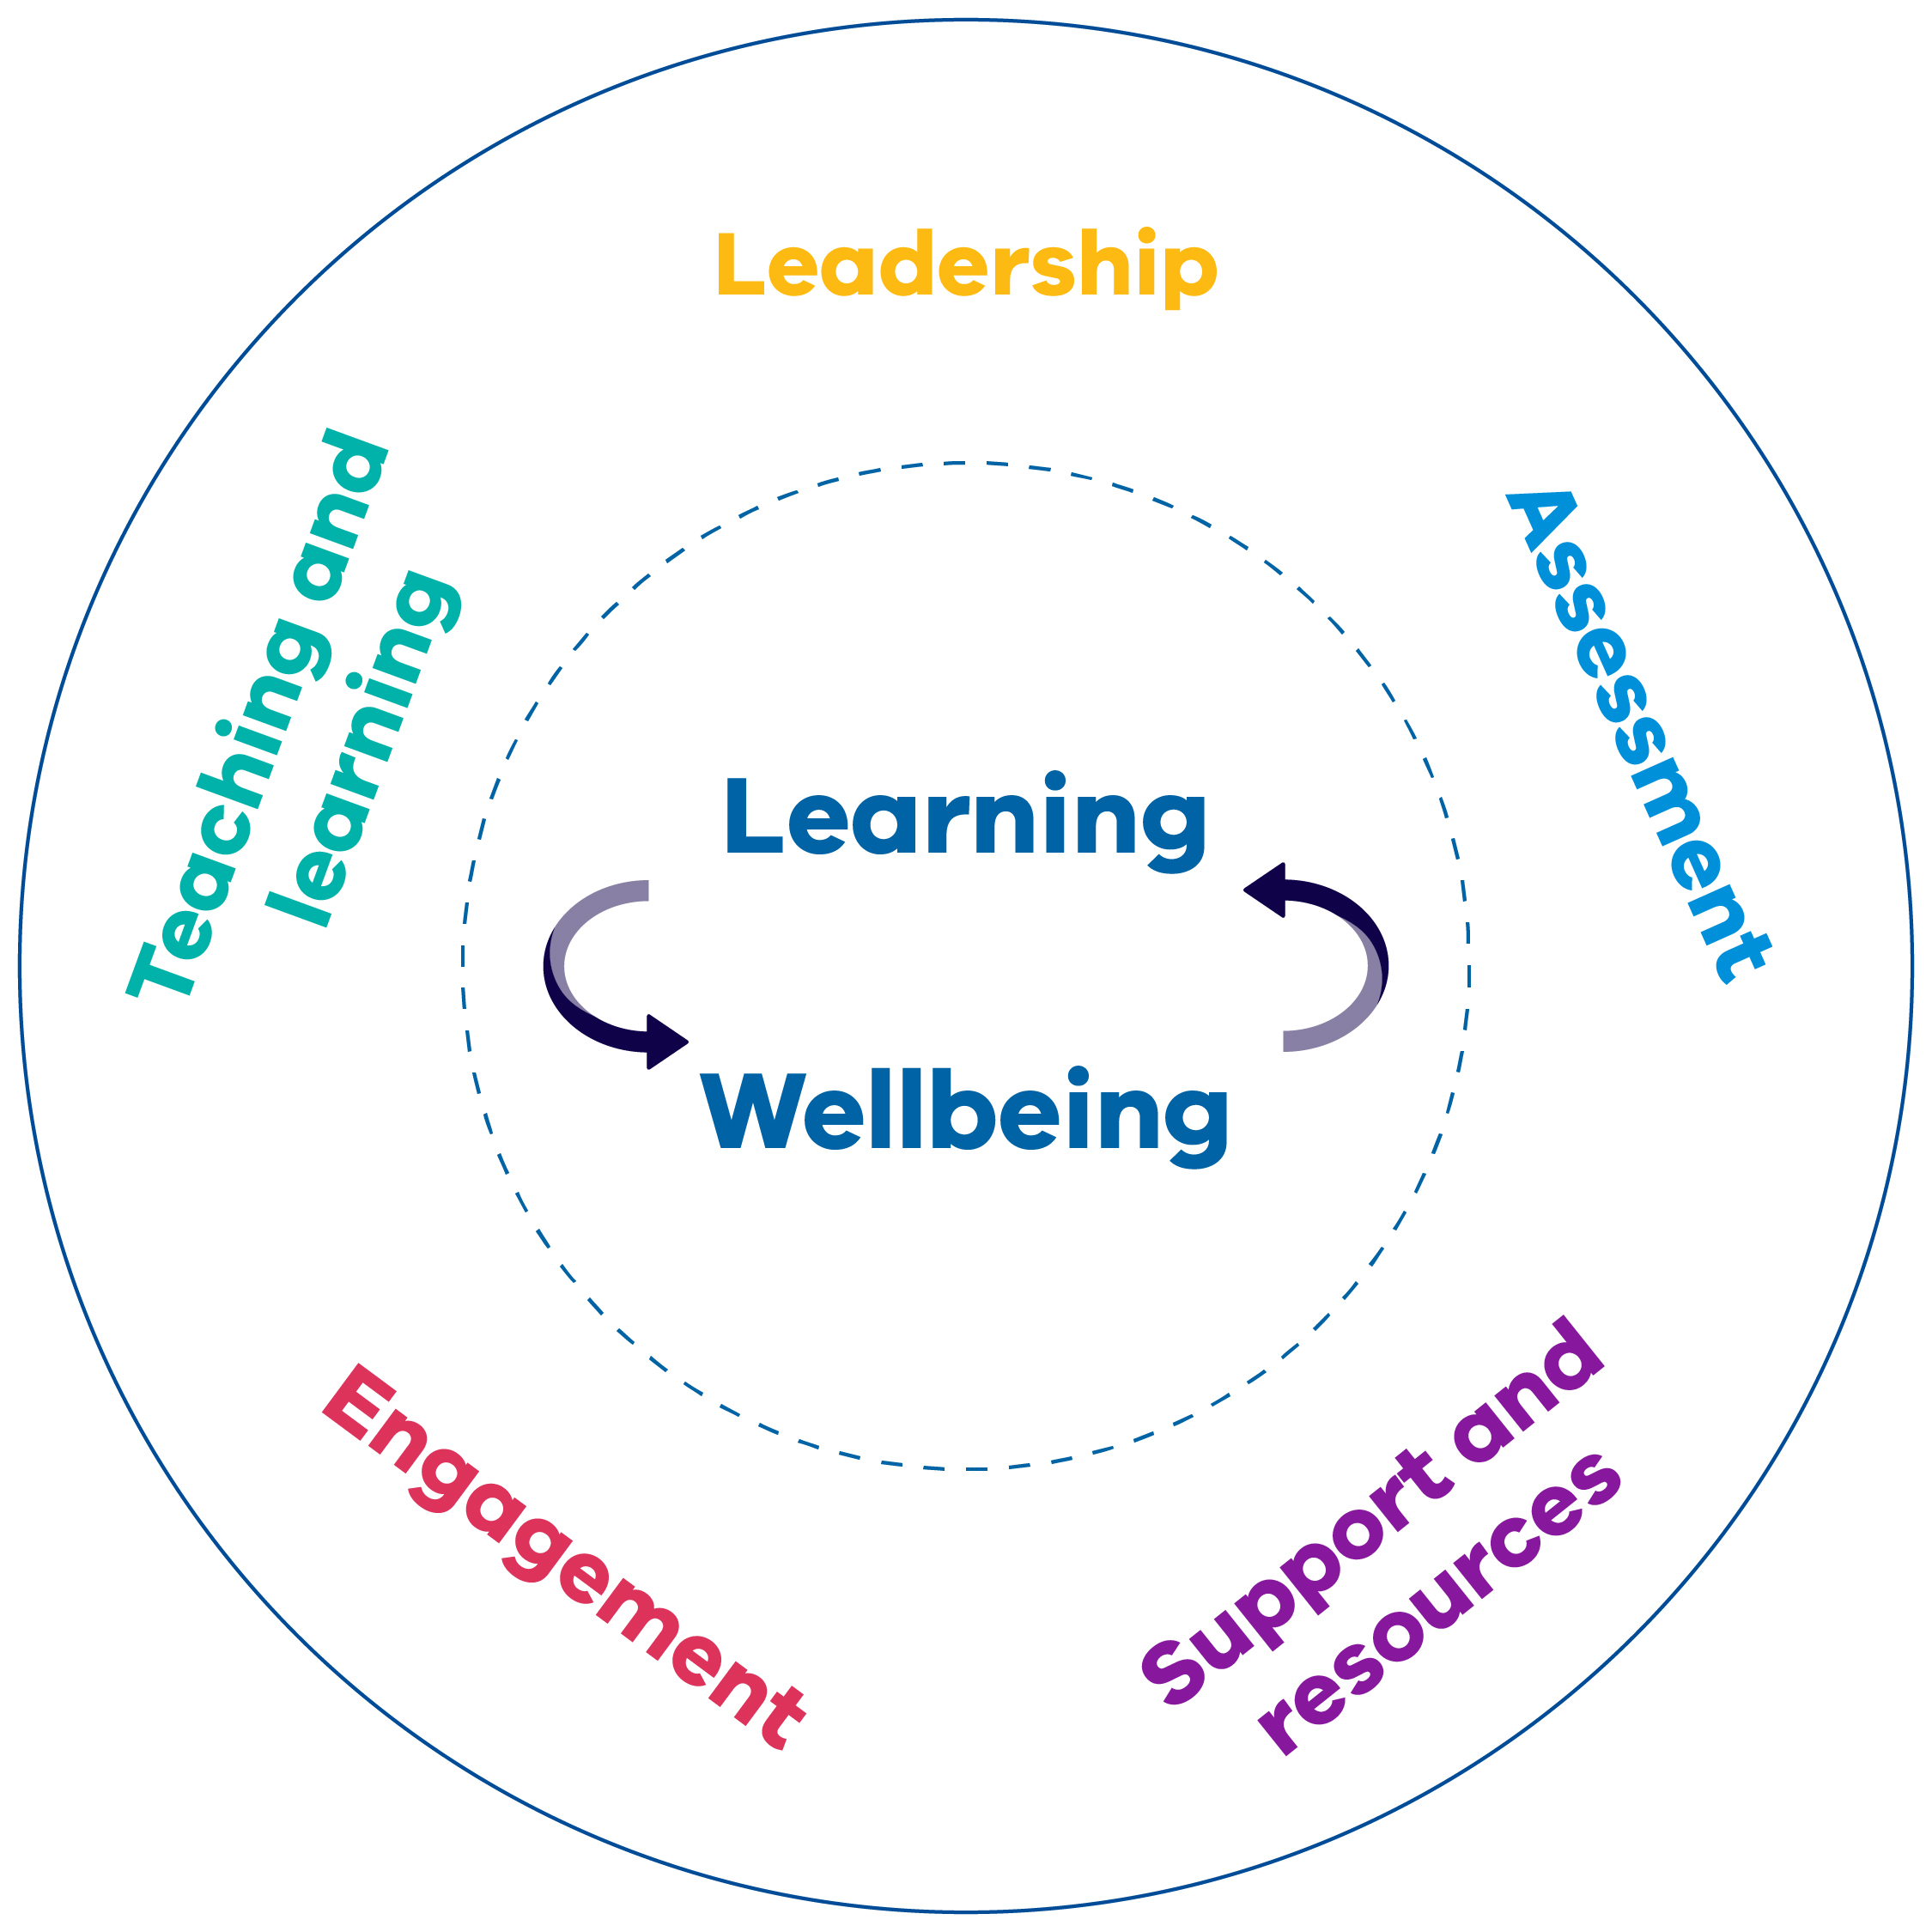 Leadership
Teaching and
learning
Assessment
Learning
Wellbeing
Engagement
Support and
resources